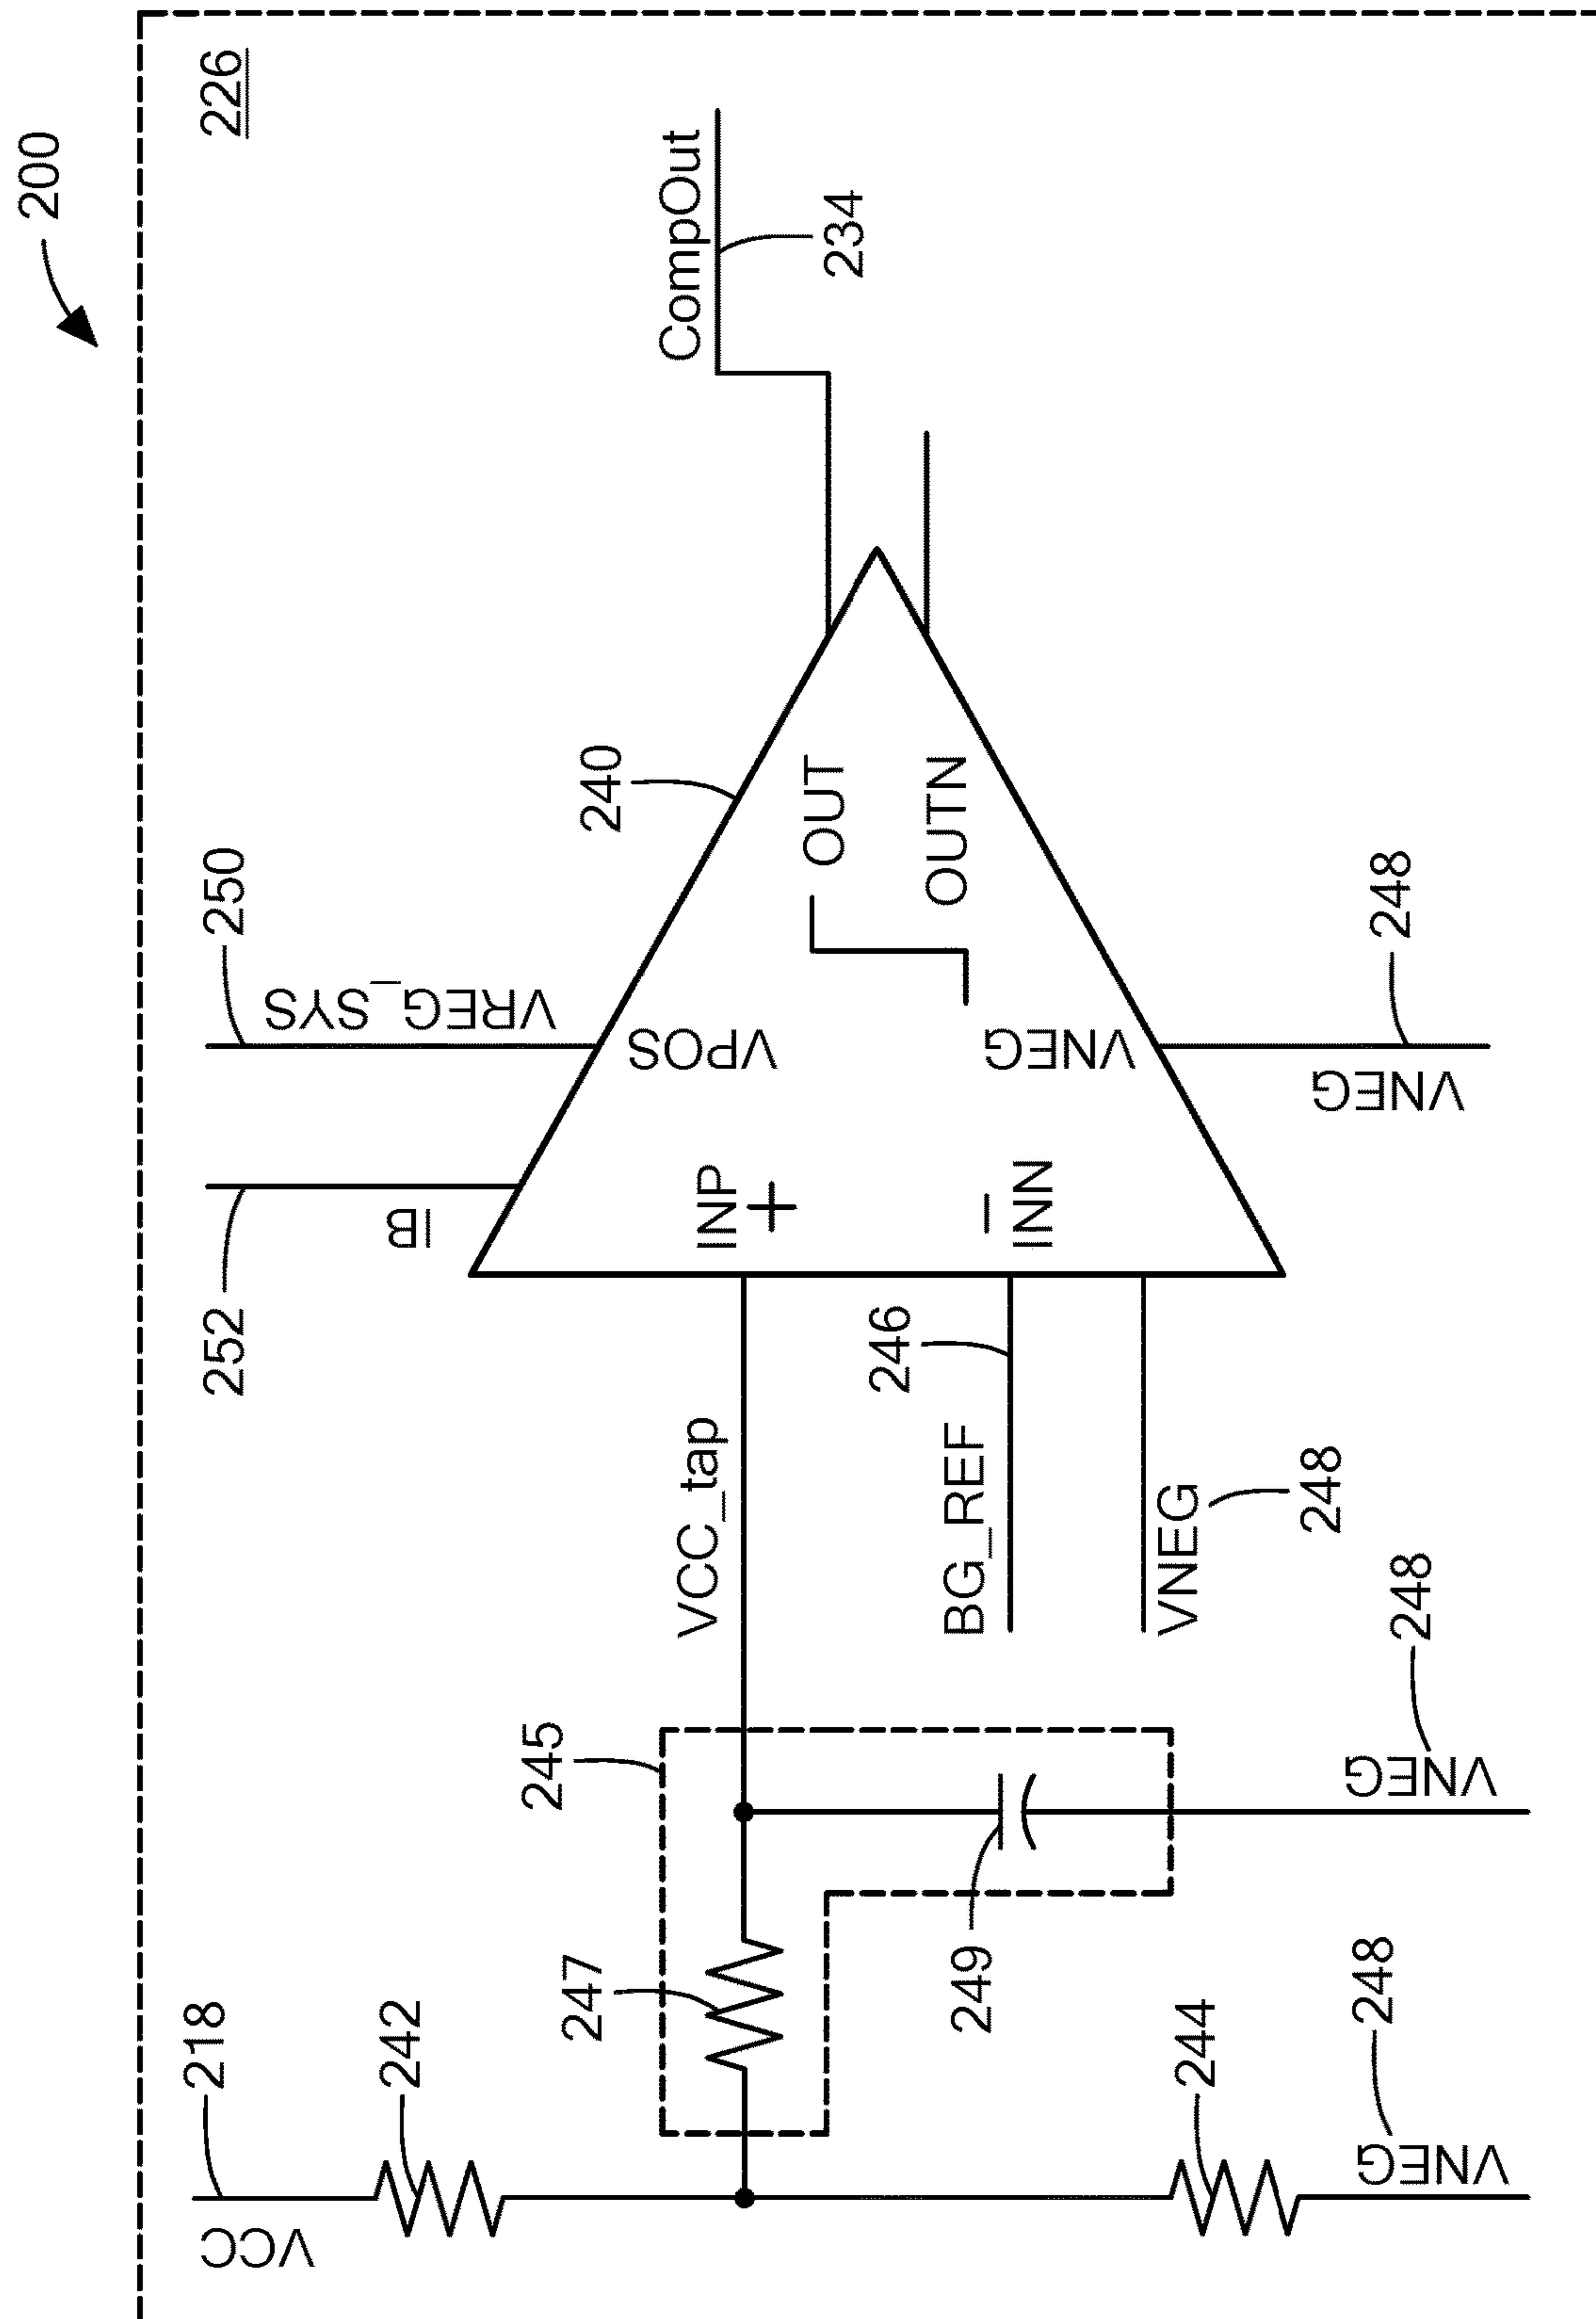 200
226
218
VCC
242
244
VNEG
248
245
247
249
VNEG
248
VCC_tap
BG_REF
246
VNEG
248
252
IB
250
VREG_SYS
240
INP
+
−
INN
VPOS
VNEG
OUT
OUTN
VNEG
248
CompOut
234